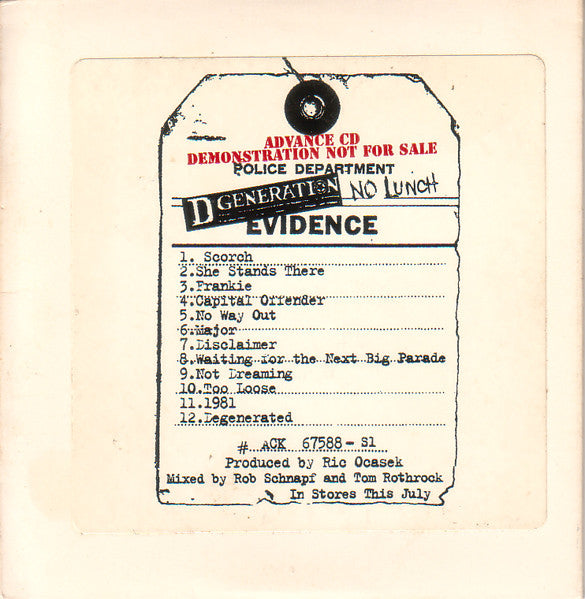 ADVANCE CD
DEMONSTRATION NOT FOR SALE
POLICE DEPARTMENT
D GENERATION NO LUNCH
EVIDENCE
1. Scorch
2.She Stands There
3.Frankie
4.Capital Offender
5.No Way Out
6.Major
7.Disclaimer
8.Waiting for the Next Big Parade
9.Not Dreaming
10.Too Loose
11.1981
12.Degenerated
# ACK 67588-S1
Produced by Ric Ocasek
Mixed by Rob Schnapf and Tom Rothrock
In Stores This July